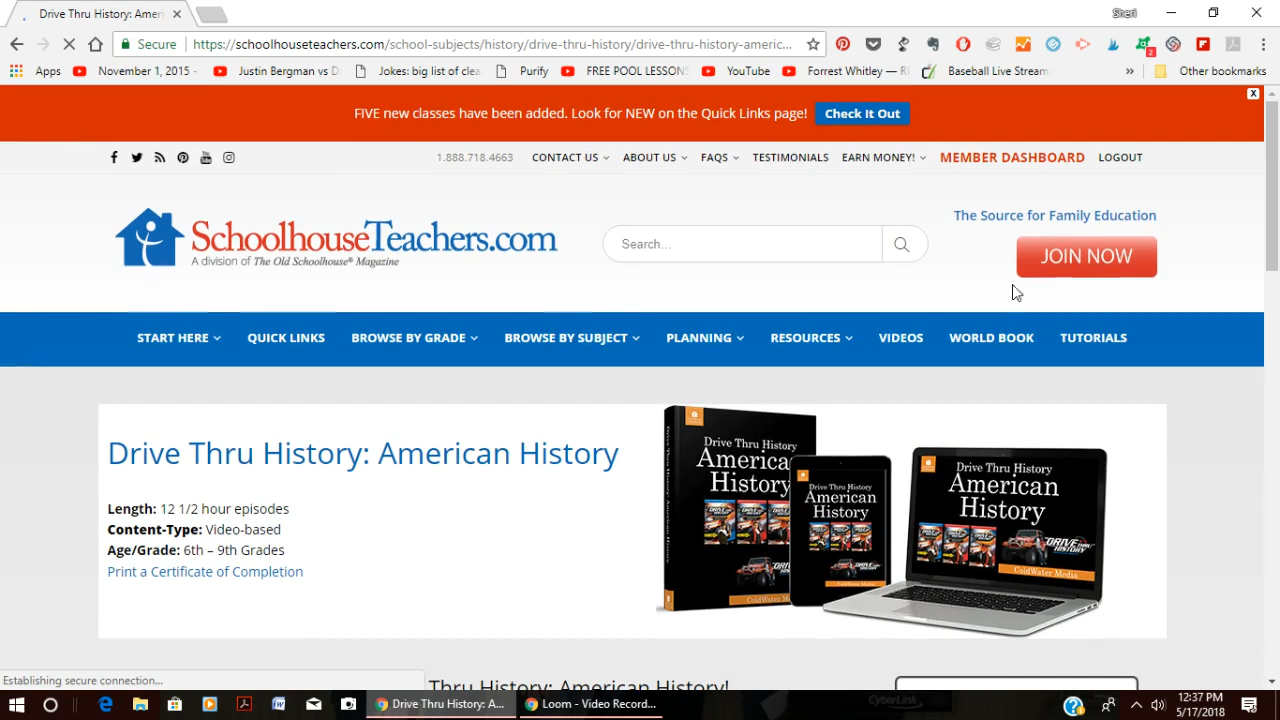 Drive Thru History: Amer
Sheri
Secure
https://schoolhouseteachers.com/school-subjects/history/drive-thru-history/drive-thru-history-americ...
2
Apps
November 1, 2015 -
Justin Bergman vs D
Jokes: big list of clea
Purify
FREE POOL LESSONS
YouTube
Forrest Whitley — R
Baseball Live Stream
»
Other bookmarks
FIVE new classes have been added. Look for NEW on the Quick Links page!
Check It Out
X
1.888.718.4663
CONTACT US
ABOUT US
FAQS
TESTIMONIALS
EARN MONEY!
MEMBER DASHBOARD
LOGOUT
SchoolhouseTeachers.com
A division of The Old Schoolhouse® Magazine
Search...
The Source for Family Education
JOIN NOW
START HERE
QUICK LINKS
BROWSE BY GRADE
BROWSE BY SUBJECT
PLANNING
RESOURCES
VIDEOS
WORLD BOOK
TUTORIALS
Drive Thru History: American History
Length: 12 1/2 hour episodes
Content-Type: Video-based
Age/Grade: 6th – 9th Grades
Print a Certificate of Completion
Drive Thru History
America
History
Drive Thru History
American
History
Drive Thru History
American
History
DRIVE THRU
HISTORY
ColdWater Media
Establishing secure connection...
Thru History: American History!
Drive Thru History: A...
Loom - Video Record...
CyberLink
12:37 PM
5/17/2018